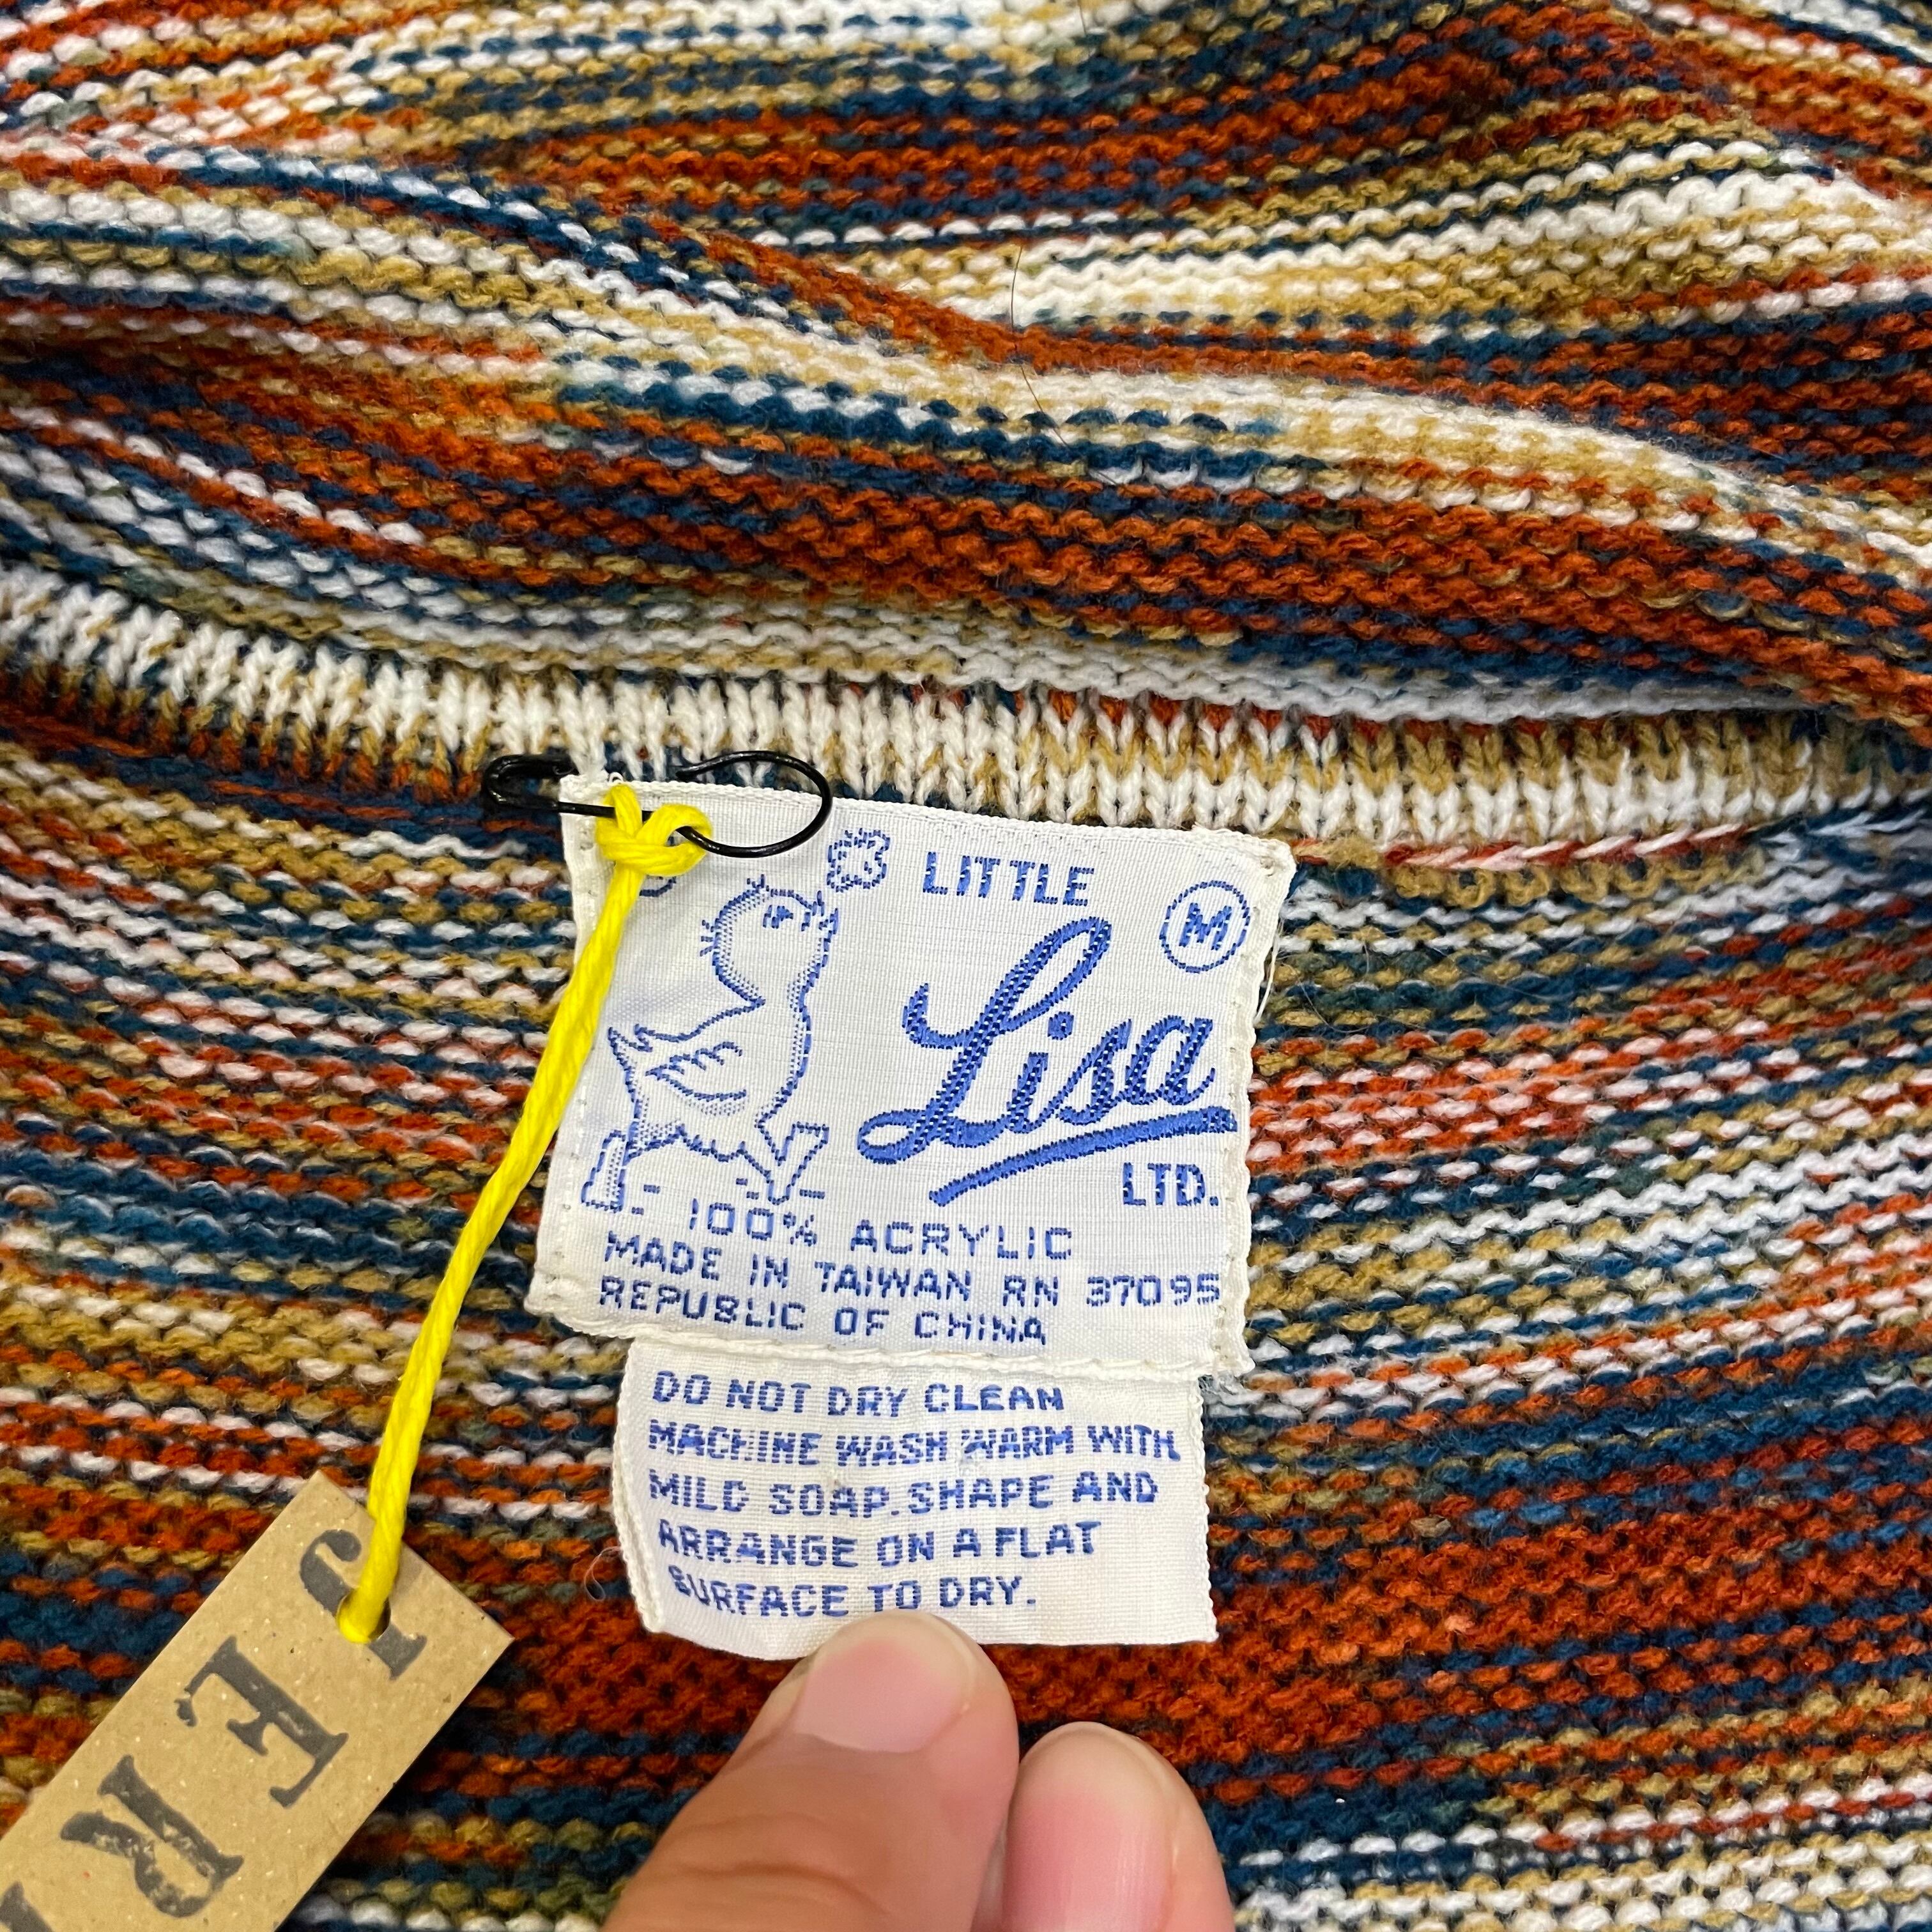 LITTLE
M
Lisa
LTD.
100% ACRYLIC
MADE IN TAIWAN RN 37095
REPUBLIC OF CHINA
DO NOT DRY CLEAN
MACHINE WASH WARM WITH
MILD SOAP.SHAPE AND
ARRANGE ON A FLAT
SURFACE TO DRY.